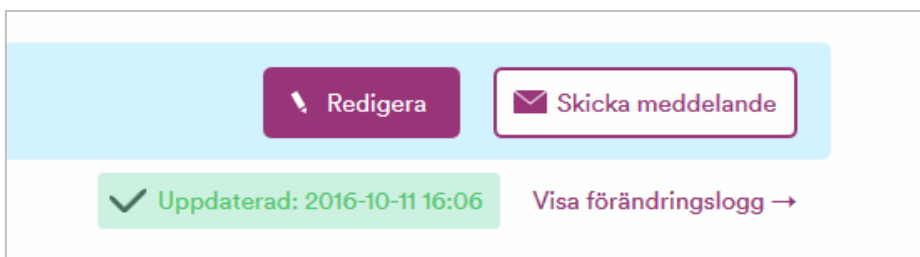 Redigera
Skicka meddelande
Uppdaterad: 2016-10-11 16:06
Visa förändringslogg →